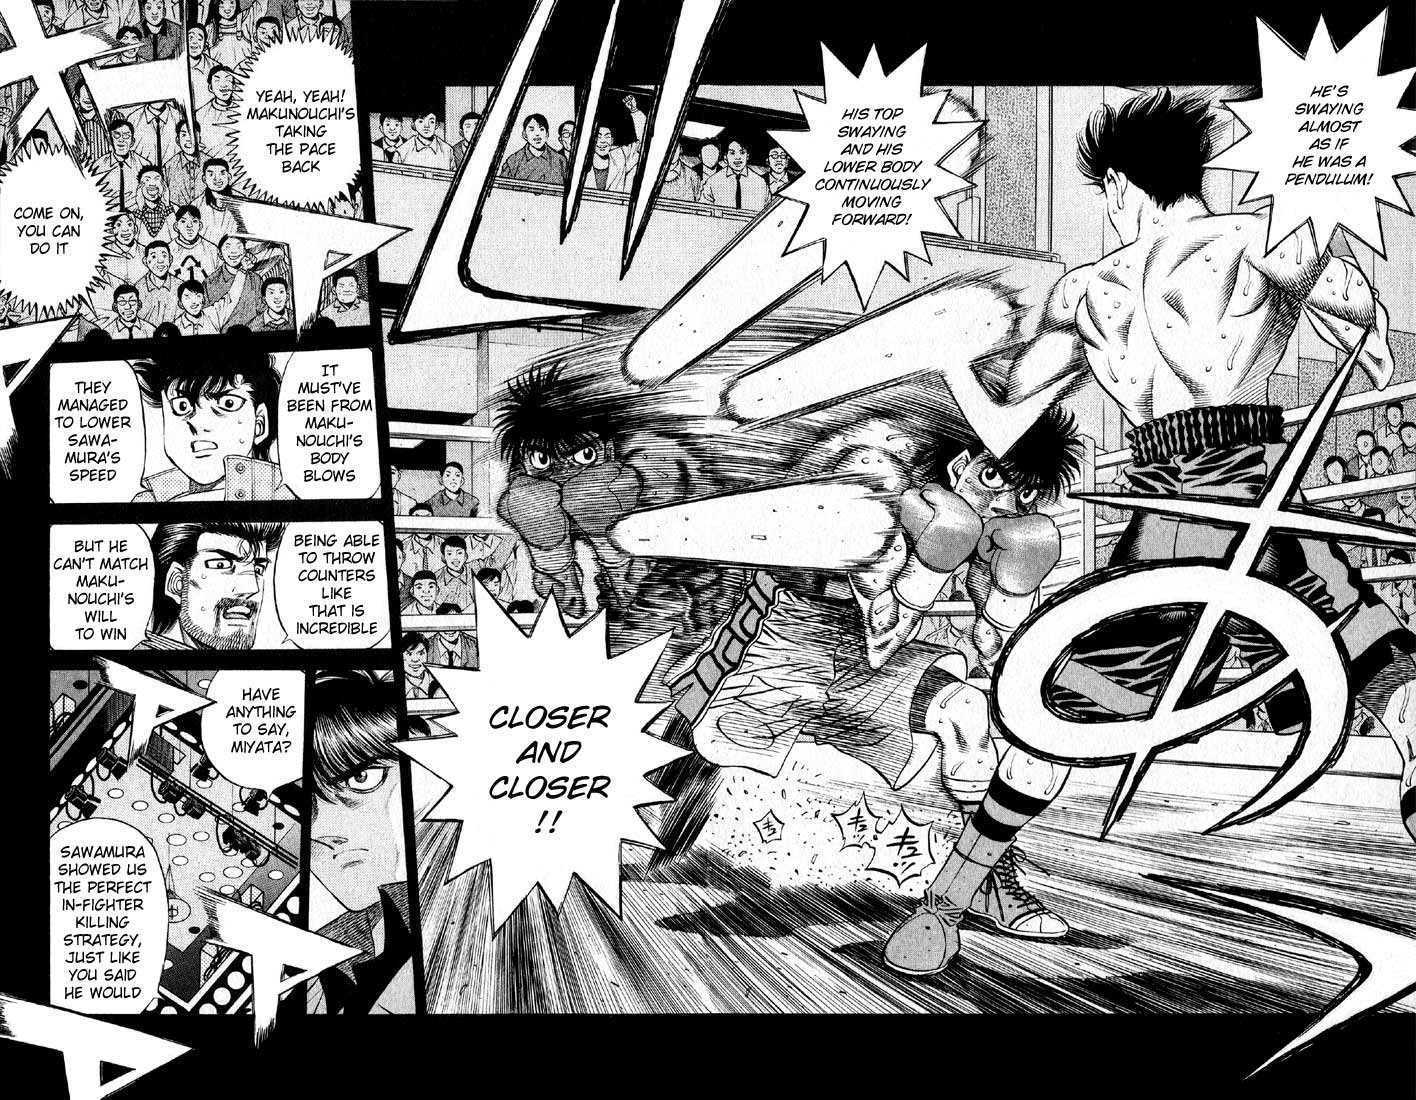 HE'S
SWAYING
ALMOST
AS IF
HE WAS A
PENDULUM!
HIS TOP
SWAYING
AND HIS
LOWER BODY
CONTINUOUSLY
MOVING
FORWARD!
CLOSER
AND
CLOSER
!!
YEAH, YEAH!
MAKUNOUCHI'S
TAKING
THE PACE
BACK
COME ON,
YOU CAN
DO IT
IT
MUST'VE
BEEN FROM
MAKU-
NOUCHI'S
BODY
BLOWS
THEY
MANAGED
TO LOWER
SAWA-
MURA'S
SPEED
BEING ABLE
TO THROW
COUNTERS
LIKE
THAT IS
INCREDIBLE
BUT HE
CAN'T MATCH
MAKU-
NOUCHI'S
WILL
TO WIN
HAVE
ANYTHING
TO SAY,
MIYATA?
SAWAMURA
SHOWED US
THE PERFECT
IN-FIGHTER
KILLING
STRATEGY,
JUST LIKE
YOU SAID
HE WOULD